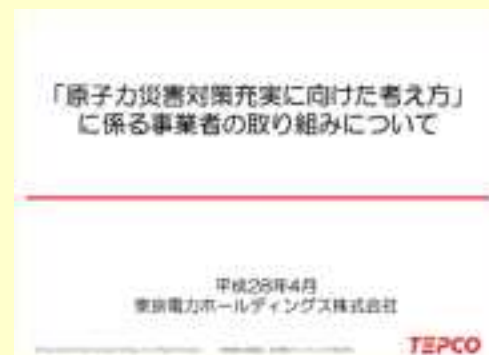 「原子力災害対策充実に向けた考え方」
に係る事業者の取り組みについて
平成28年4月
東京電力ホールディングス株式会社
TEPCO